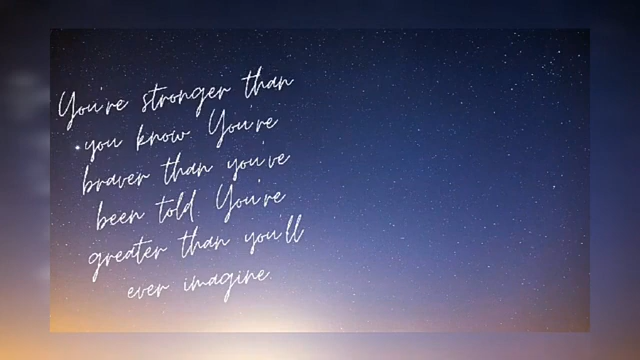 You're stronger than
you know. You're
braver than you've
been told. You're
greater than you'll
ever imagine.